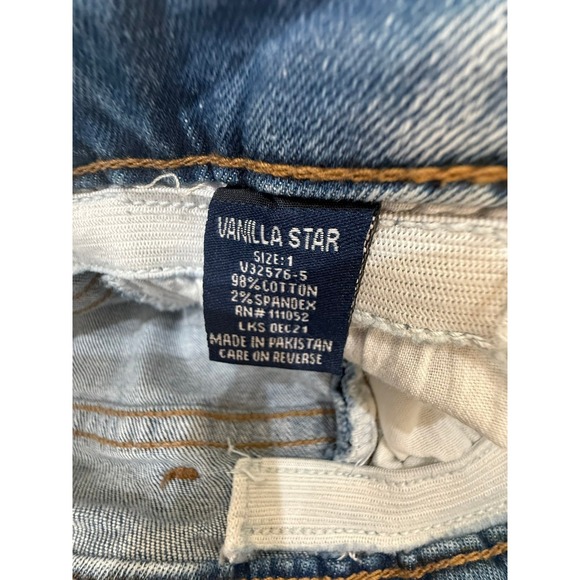 VANILLA STAR
SIZE:1
V32576-5
98%COTTON
2%SPANDEX
RN# 111052
LKS DEC21
MADE IN PAKISTAN
CARE ON REVERSE